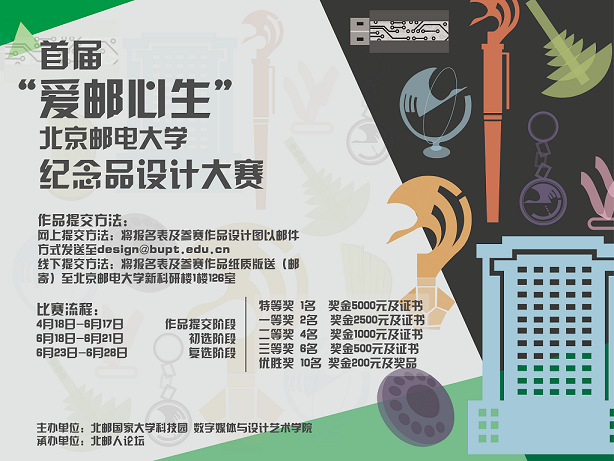 首届
“爱邮心生”
北京邮电大学
纪念品设计大赛
作品提交方法：
网上提交方法：将报名表及参赛作品设计图以邮件
方式发送至design@bupt.edu.cn
线下提交方法：将报名表及参赛作品纸质版送（邮
寄）至北京邮电大学新科研楼1楼126室
比赛流程：
4月18日-6月17日 作品提交阶段
6月18日-6月21日 初选阶段
6月23日-6月28日 复选阶段
特等奖 1名 奖金5000元及证书
一等奖 2名 奖金2500元及证书
二等奖 4名 奖金1000元及证书
三等奖 6名 奖金500元及证书
优胜奖 10名 奖金200元及奖品
主办单位：北邮国家大学科技园 数字媒体与设计艺术学院
承办单位：北邮人论坛